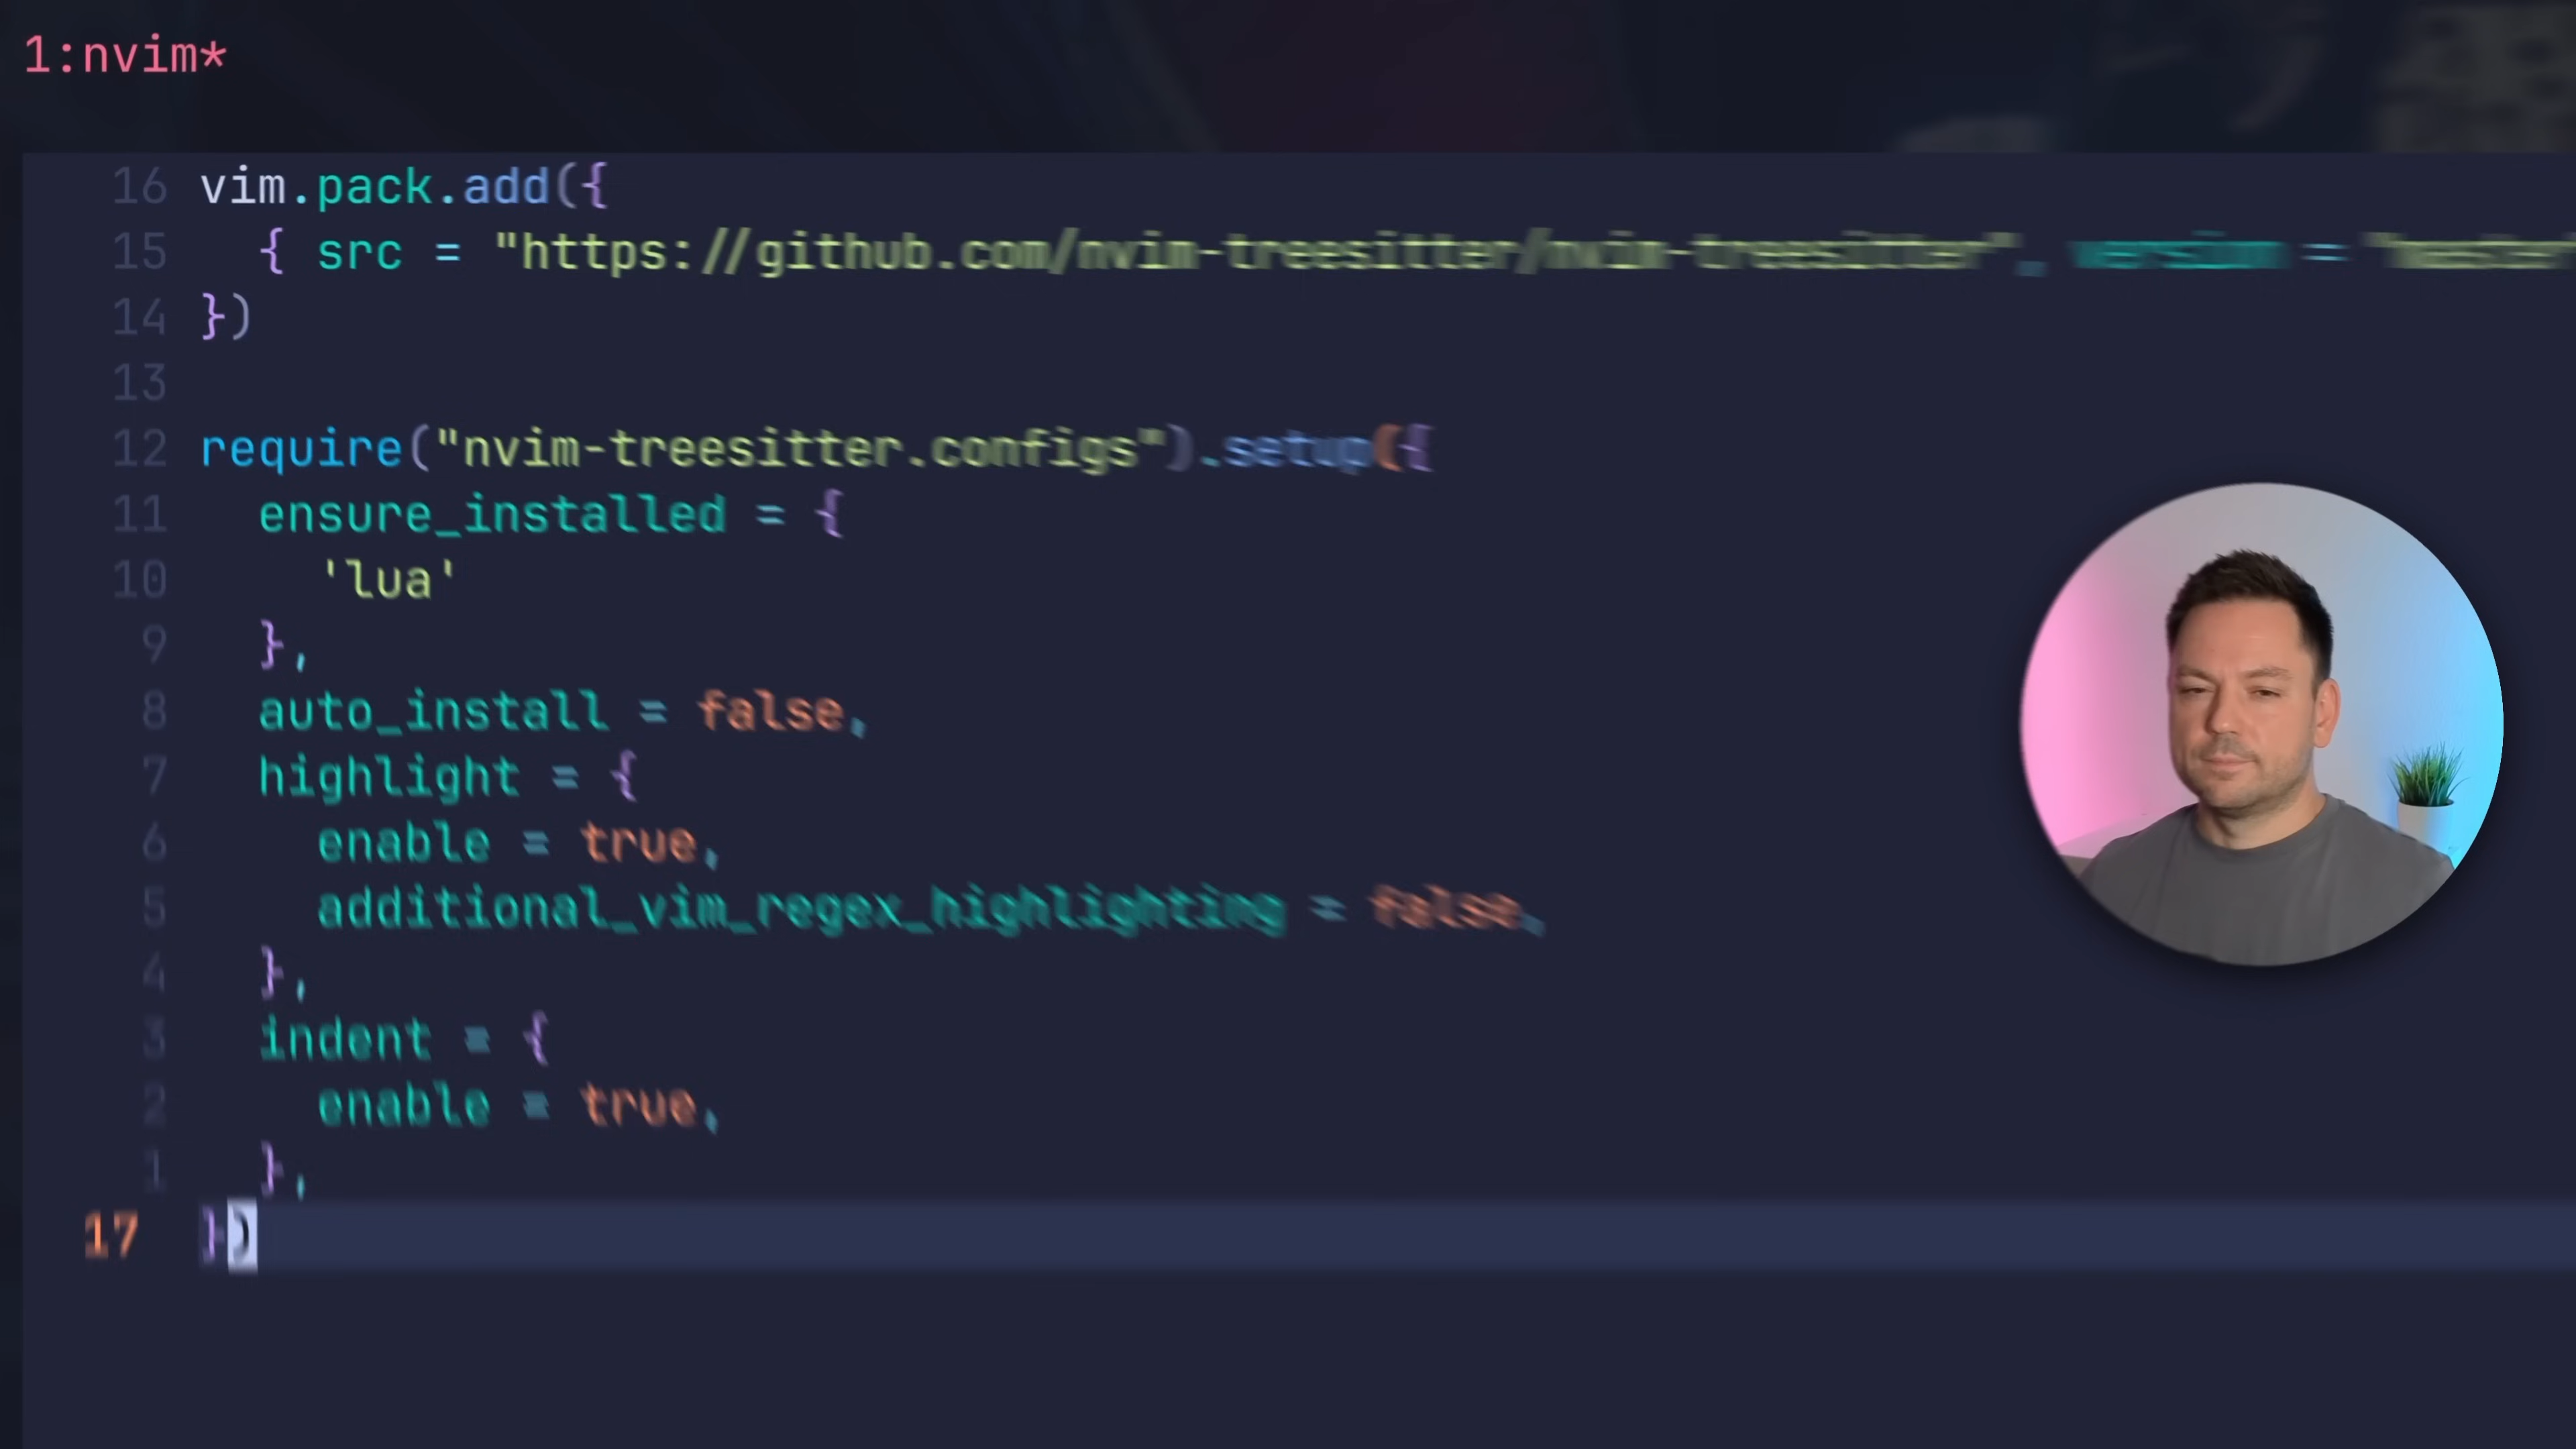 1:nvim*
16 vim.pack.add({
15 { src = "https://github.com/nvim-treesitter/nvim-treesitter", version = "master"
14 })
13
12 require("nvim-treesitter.configs").setup({
11 ensure_installed = {
10 'lua'
9 },
8 auto_install = false,
7 highlight = {
6 enable = true,
5 additional_vim_regex_highlighting = false,
4 },
3 indent = {
2 enable = true,
1 },
17 })